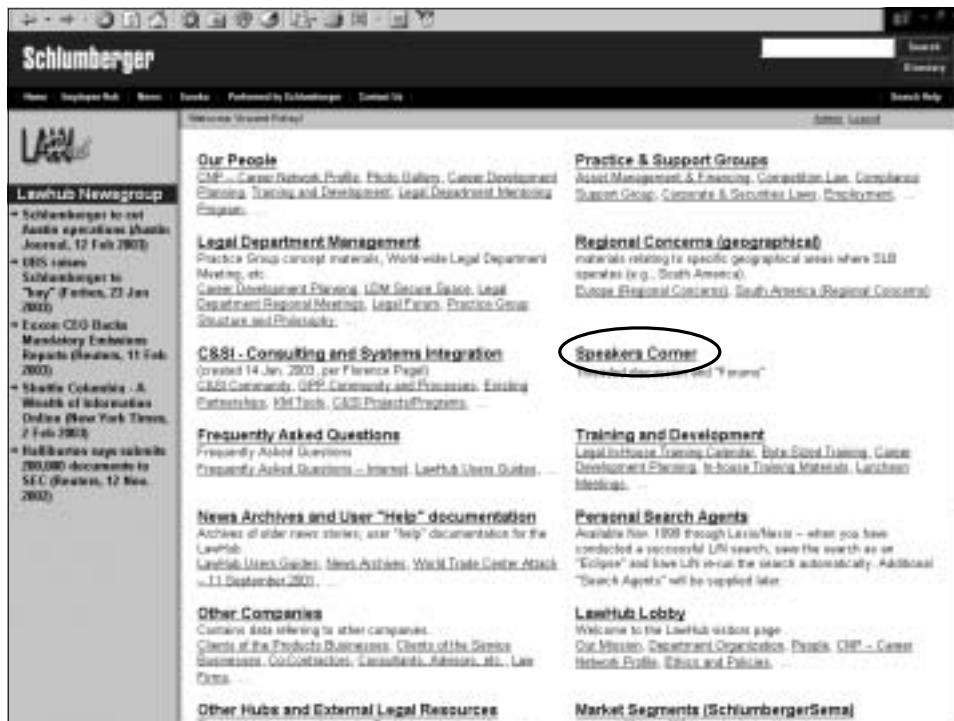 Schlumberger
Search
Directory
Home Employee Hub News Eureka Performed by Schlumberger Contact Us
Search Help
Welcome Vincent
Admin Logout
Lawhub Newsgroup
Schlumberger to cut
Austin operations (Austin
Journal, 12 Feb 2003)
UBS raises
Schlumberger to
"buy" (Forbes, 23 Jan
2003)
Exxon CEO Backs
Mandatory Emissions
Reports (Reuters, 11 Feb
2003)
Shuttle Columbia - A
Wealth of Information
Online (New York Times,
2 Feb 2003)
Halliburton says submits
200,000 documents to
SEC (Reuters, 12 Nov.
2002)
Our People
CNP – Career Network Profile, Photo Gallery, Career Development
Planning, Training and Development, Legal Department Mentoring
Program, ...
Legal Department Management
Practice Group concept materials, World-wide Legal Department
Meeting, etc.
Career Development Planning, LDM Secure Space, Legal
Department Regional Meetings, Legal Forum, Practice Group
Structure and Philosophy, ...
C&SI - Consulting and Systems Integration
(created 14 Jan. 2003, per Florence Pagel)
C&SI Community, OPP Community and Processes, Existing
Partnerships, KM Tools, C&SI Projects/Programs, ...
Frequently Asked Questions
Frequently Asked Questions
Frequently Asked Questions – Internet, LawHub Users Guides, ...
News Archives and User "Help" documentation
Archives of older news stories; user "help" documentation for the
LawHub
LawHub Users Guides, News Archives, World Trade Center Attack
– 11 September 2001, ...
Other Companies
Contains data referring to other companies.
Clients of the Products Businesses, Clients of the Service
Businesses, Co-Contractors, Consultants, Advisors, etc., Law
Firms, ...
Other Hubs and External Legal Resources
Practice & Support Groups
Asset Management & Financing, Competition Law, Compliance
Support Group, Corporate & Securities Laws, Employment, ...
Regional Concerns (geographical)
materials relating to specific geographical areas where SLB
operates (e.g., South America).
Europe (Regional Concerns), South America (Regional Concerns)
Speakers Corner
Threaded discussion and "Forums"
Training and Development
Legal In-House Training Calendar, Byte Sized Training, Career
Development Planning, In-house Training Materials, Luncheon
Meetings, ...
Personal Search Agents
Available Nov. 1999 through Lexis/Nexis – when you have
conducted a successful L/N search, save the search as an
"Eclipse" and have L/N re-run the search automatically. Additional
"Search Agents" will be supplied later.
LawHub Lobby
Welcome to the LawHub visitors page
Our Mission, Department Organization, People, CNP – Career
Network Profile, Ethics and Policies, ...
Market Segments (SchlumbergerSema)